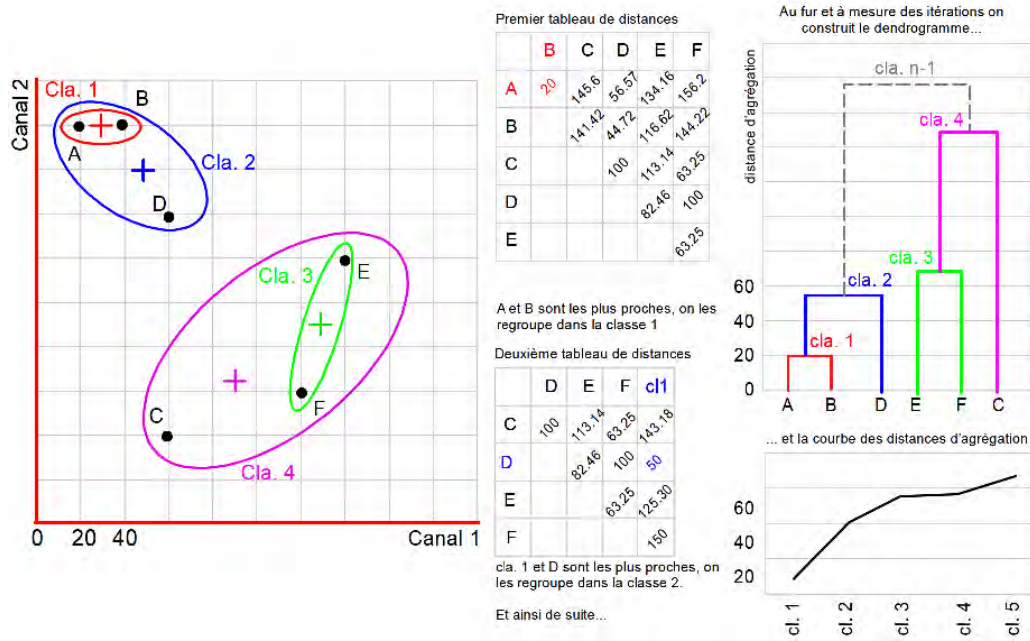 Canal 2
Cla. 1
B
A
Cla. 2
D
Cla. 3
E
F
C
Cla. 4
0 20 40 Canal 1
Premier tableau de distances
B C D E F
A 20 145.6 56.57 134.16 156.2
B 141.42 44.72 116.62 144.22
C 100 113.14 63.25
D 82.46 100
E 63.25
A et B sont les plus proches, on les
regroupe dans la classe 1
Deuxième tableau de distances
D E F cl1
C 100 113.14 63.25 143.18
D 82.46 100 50
E 63.25 125.30
F 150
cla. 1 et D sont les plus proches, on
les regroupe dans la classe 2.
Et ainsi de suite...
Au fur et à mesure des itérations on
construit le dendrogramme...
distance d'agrégation
cla. n-1
cla. 4
cla. 3
cla. 2
cla. 1
60
40
20
0
A B D E F C
... et la courbe des distances d'agrégation
60
40
20
cl. 1 cl. 2 cl. 3 cl. 4 cl. 5